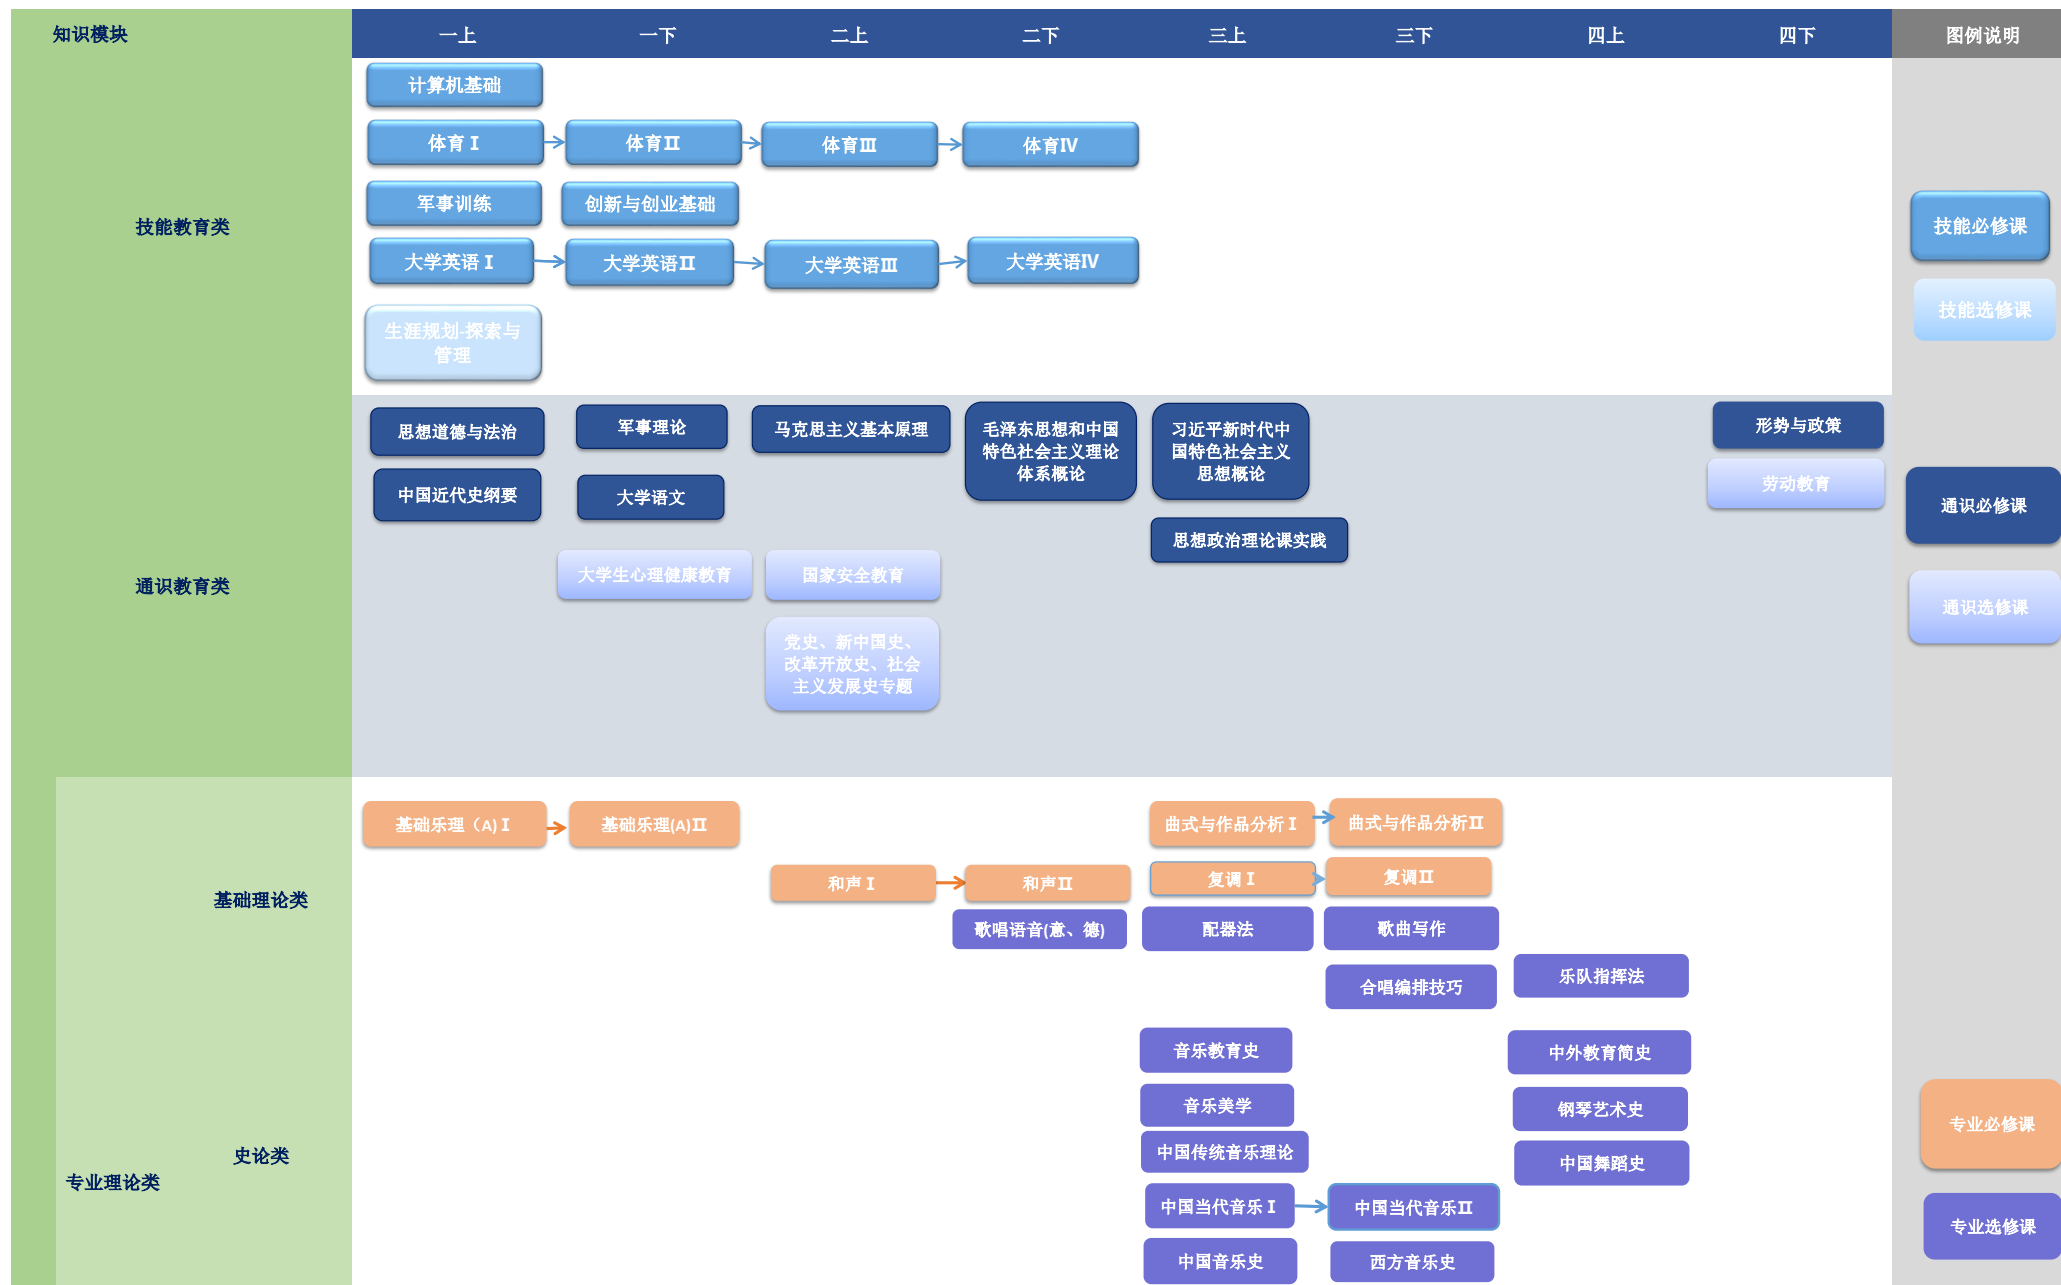 知识模块
一上
一下
二上
二下
三上
三下
四上
四下
图例说明
计算机基础
体育Ⅰ
体育Ⅱ
体育Ⅲ
体育Ⅳ
军事训练
创新与创业基础
技能教育类
技能必修课
大学英语Ⅰ
大学英语Ⅱ
大学英语Ⅲ
大学英语Ⅳ
技能选修课
生涯规划-探索与
管理
思想道德与法治
军事理论
马克思主义基本原理
毛泽东思想和中国
特色社会主义理论
体系概论
习近平新时代中
国特色社会主义
思想概论
形势与政策
劳动教育
中国近代史纲要
大学语文
通识必修课
思想政治理论课实践
通识教育类
大学生心理健康教育
国家安全教育
通识选修课
党史、新中国史、
改革开放史、社会
主义发展史专题
基础乐理（A)Ⅰ
基础乐理(A)Ⅱ
曲式与作品分析Ⅰ
曲式与作品分析Ⅱ
和声Ⅰ
和声Ⅱ
复调Ⅰ
复调Ⅱ
基础理论类
歌唱语音(意、德)
配器法
歌曲写作
合唱编排技巧
乐队指挥法
音乐教育史
中外教育简史
音乐美学
钢琴艺术史
专业必修课
史论类
中国传统音乐理论
中国舞蹈史
专业理论类
中国当代音乐Ⅰ
中国当代音乐Ⅱ
专业选修课
中国音乐史
西方音乐史